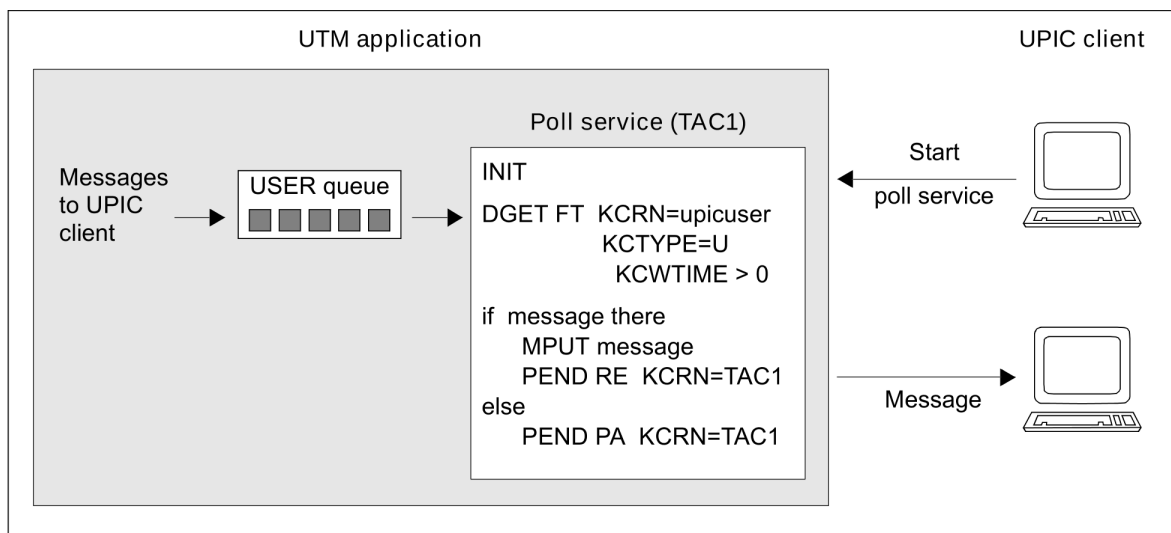 UTM application
UPIC client
Poll service (TAC1)
Messages
to UPIC
client
USER queue
INIT
DGET FT KCRN=upicuser
KCTYPE=U
KCWTIME > 0
if message there
MPUT message
PEND RE KCRN=TAC1
else
PEND PA KCRN=TAC1
Start
poll service
Message